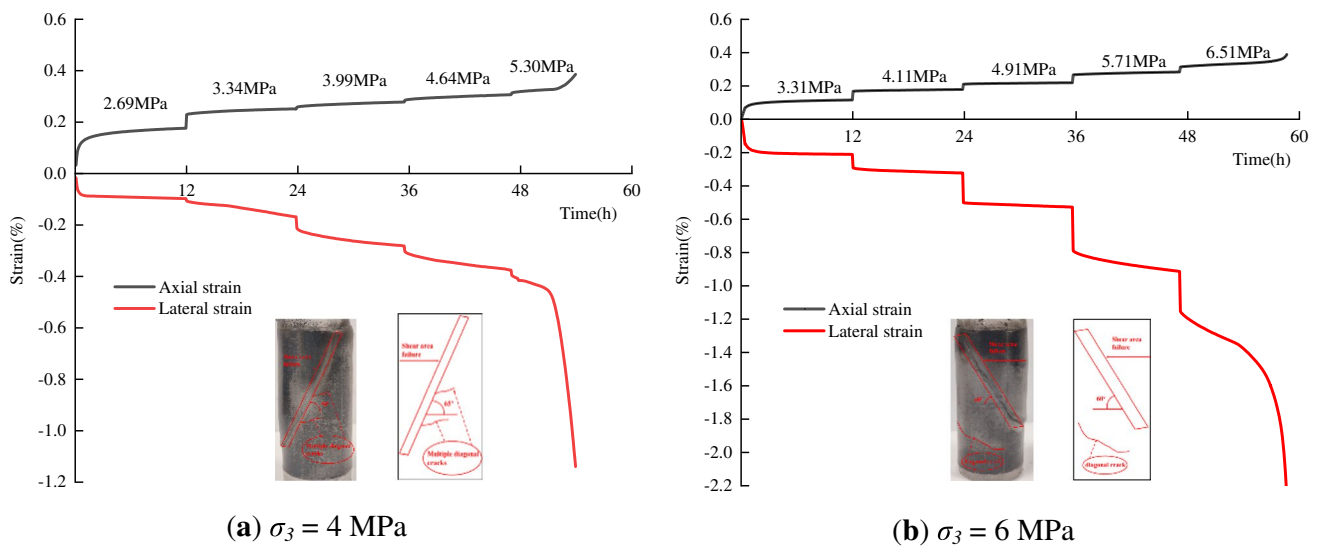 0.6
0.4
0.2
0.0
-0.2
-0.4
-0.6
-0.8
-1.0
-1.2
Strain(%)
2.69MPa
3.34MPa
3.99MPa
4.64MPa
5.30MPa
12
24
36
48
60
Time(h)
Axial strain
Lateral strain
Shear area
failure
65°
Multiple diagonal
cracks
(a) σ3 = 4 MPa
0.6
0.4
0.2
0.0
-0.2
-0.4
-0.6
-0.8
-1.0
-1.2
-1.4
-1.6
-1.8
-2.0
-2.2
Strain(%)
3.31MPa
4.11MPa
4.91MPa
5.71MPa
6.51MPa
12
24
36
48
60
Time(h)
Axial strain
Lateral strain
Shear area
failure
diagonal crack
Shear area
failure
60°
diagonal crack
(b) σ3 = 6 MPa